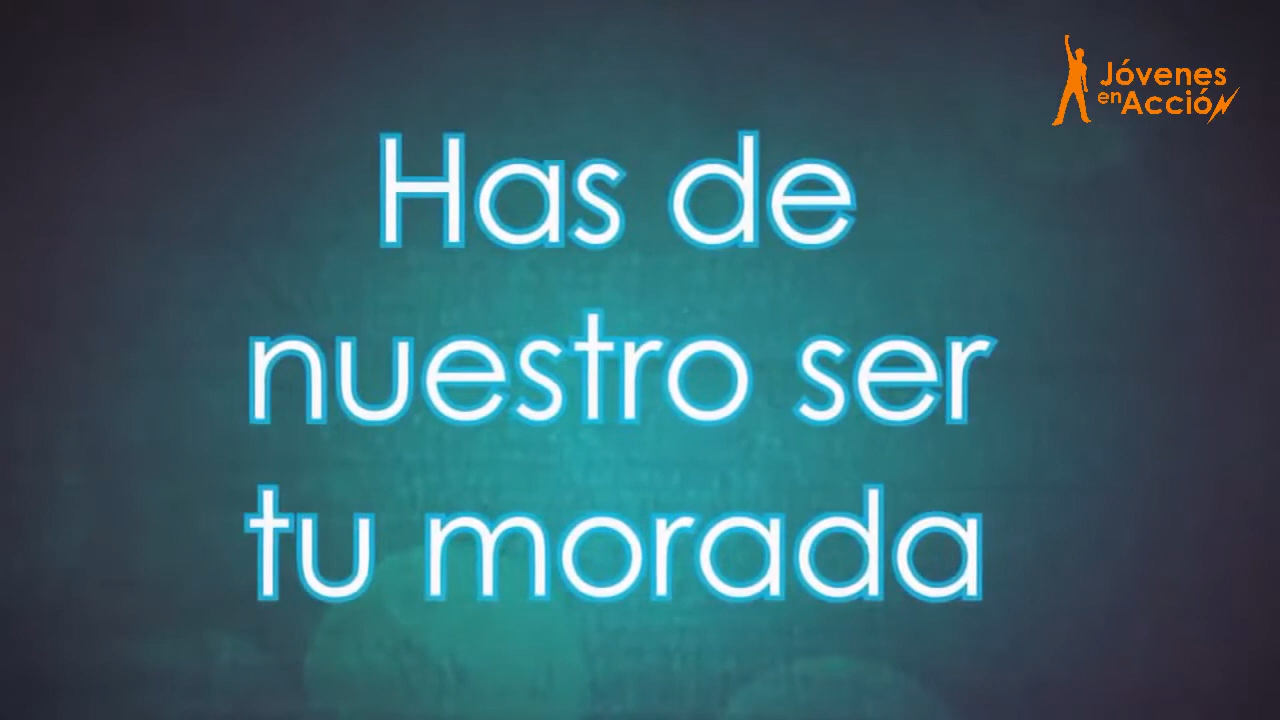 Jóvenes
en Acción
Has de
nuestro ser
tu morada